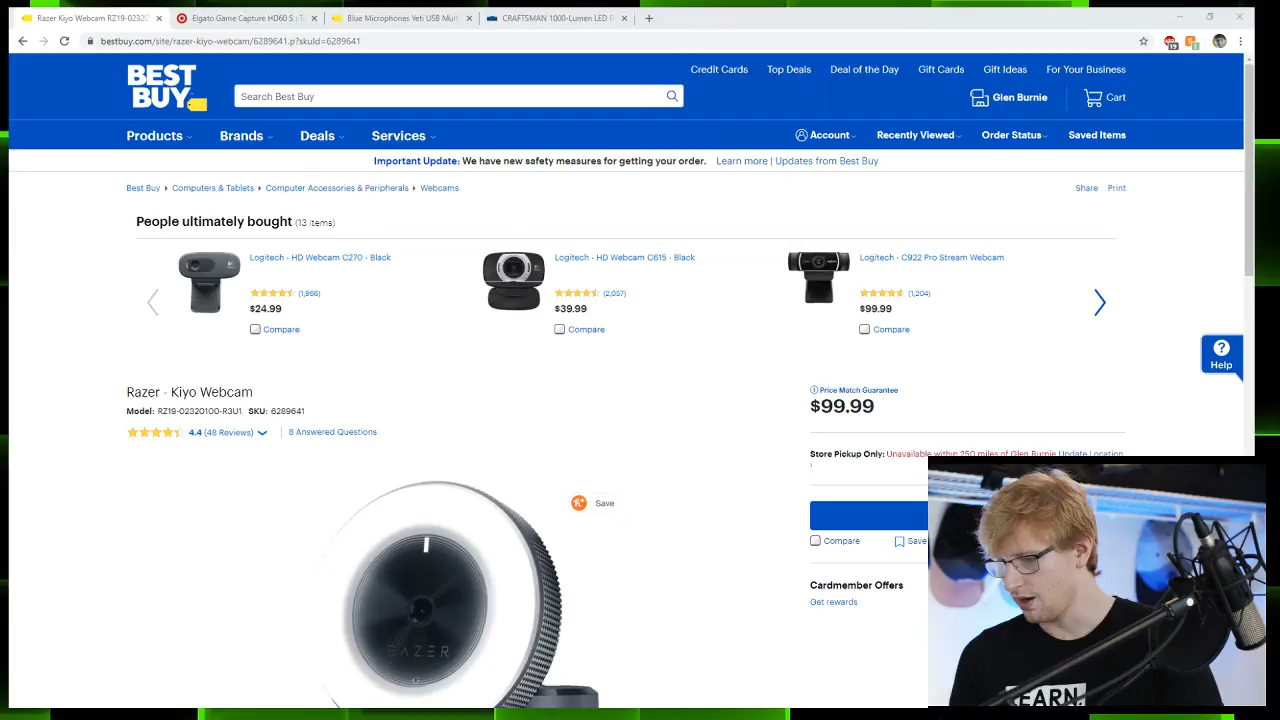 Razer Kiyo Webcam RZ19-0232
Elgato Game Capture HD60 S : T
Blue Microphones Yeti USB Mult
CRAFTSMAN 1000-Lumen LED R
bestbuy.com/site/razer-kiyo-webcam/6289641.p?skuId=6289641
BEST BUY
Search Best Buy
Credit Cards
Top Deals
Deal of the Day
Gift Cards
Gift Ideas
For Your Business
Glen Burnie
Cart
Products
Brands
Deals
Services
Account
Recently Viewed
Order Status
Saved Items
Important Update: We have new safety measures for getting your order. Learn more | Updates from Best Buy
Best Buy
Computers & Tablets
Computer Accessories & Peripherals
Webcams
Share
Print
People ultimately bought (13 items)
Logitech - HD Webcam C270 - Black
(1,966)
$24.99
Compare
Logitech - HD Webcam C615 - Black
(2,057)
$39.99
Compare
Logitech - C922 Pro Stream Webcam
(1,204)
$99.99
Compare
Help
Razer - Kiyo Webcam
Model: RZ19-02320100-R3U1 SKU: 6289641
4.4 (48 Reviews)
8 Answered Questions
Price Match Guarantee
$99.99
Store Pickup Only: Unavailable within 250 miles of Glen Burnie Update Location
Save
Compare
Save
Cardmember Offers
Get rewards
RAZER
LEARN.